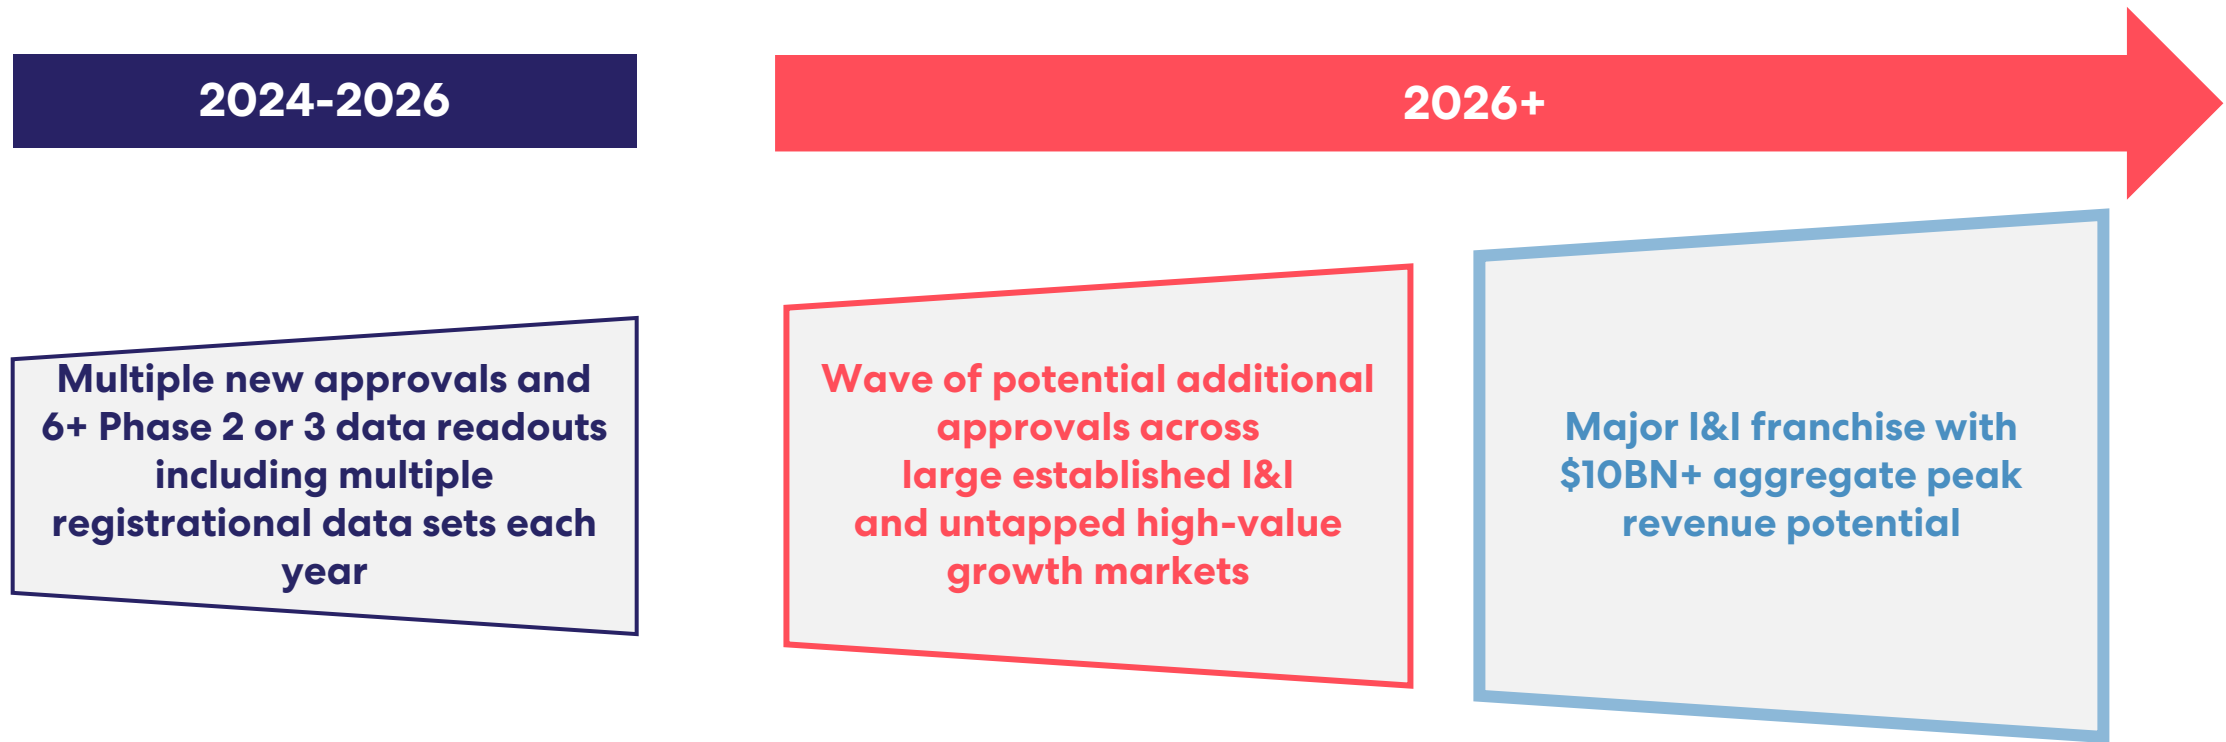 2024-2026
2026+
Multiple new approvals and
6+ Phase 2 or 3 data readouts
including multiple
registrational data sets each
year
Wave of potential additional
approvals across
large established I&I
and untapped high-value
growth markets
Major I&I franchise with
$10BN+ aggregate peak
revenue potential